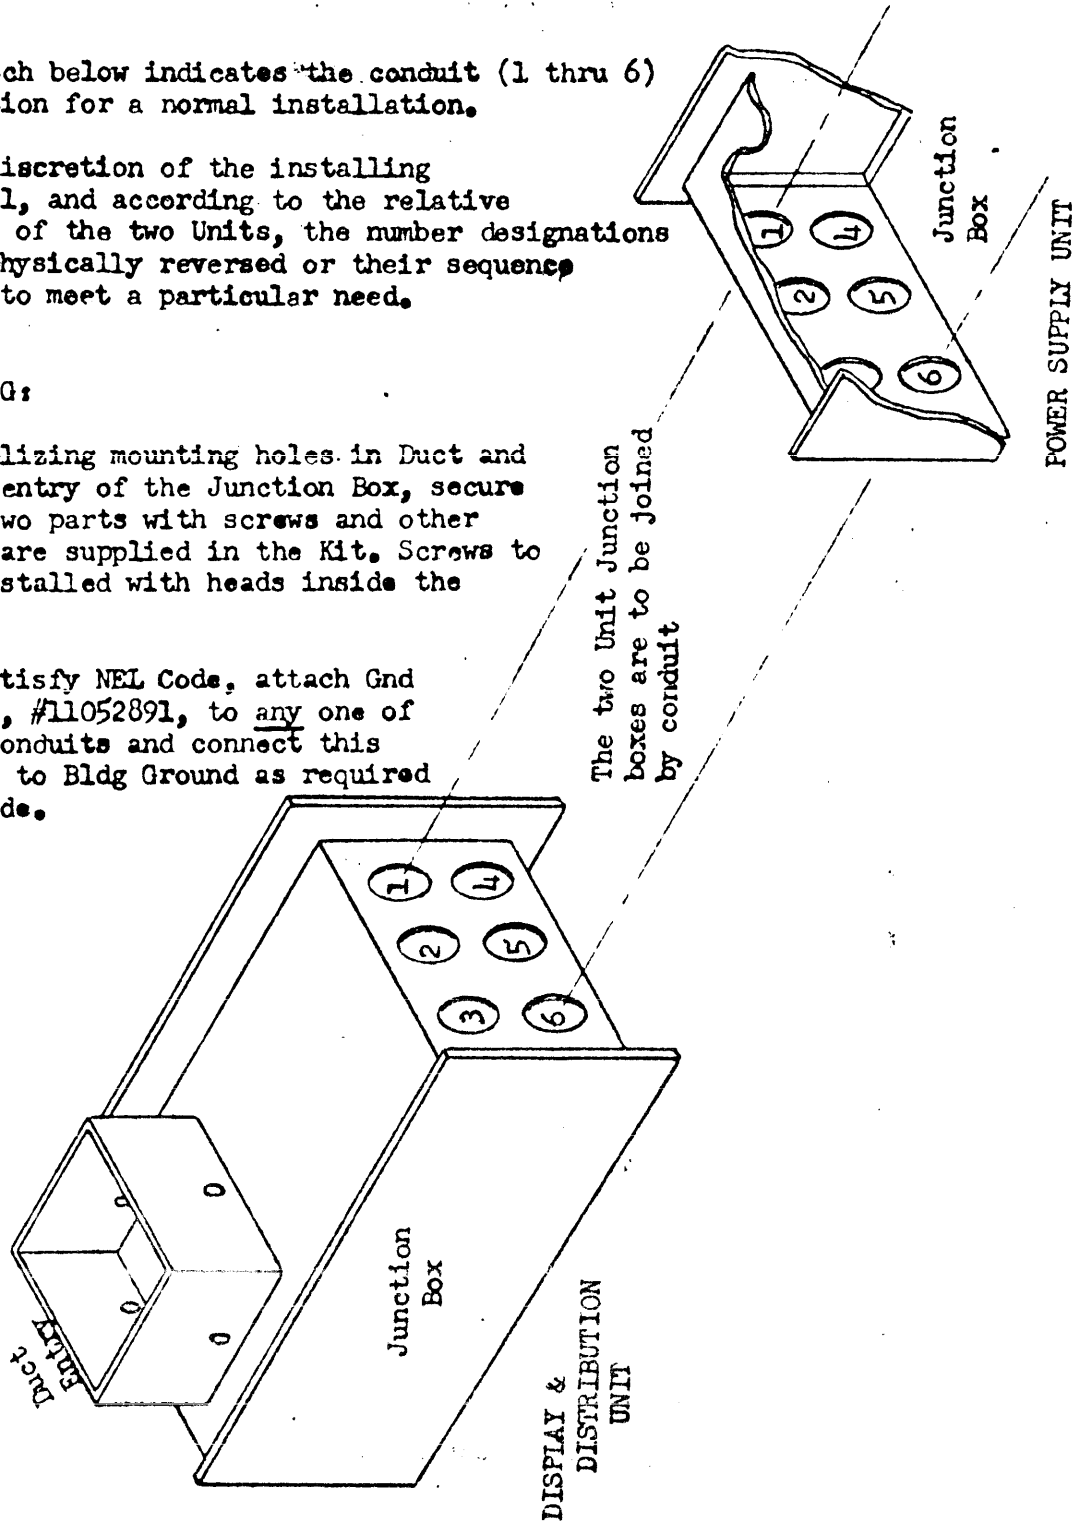 ch below indicates the conduit (1 thru 6)
ion for a normal installation.
iscretion of the installing
l, and according to the relative
of the two Units, the number designations
hysically reversed or their sequence
to meet a particular need.
G:
lizing mounting holes in Duct and
entry of the Junction Box, secure
wo parts with screws and other
are supplied in the Kit. Screws to
stalled with heads inside the
tisfy NEL Code, attach Gnd
, #11052891, to any one of
onduits and connect this
to Bldg Ground as required
de.
Duct
Entry
Junction
Box
DISPLAY &
DISTRIBUTION
UNIT
1
2
3
4
5
6
The two Unit Junction
boxes are to be joined
by conduit
1
2
4
5
6
Junction
Box
POWER SUPPLY UNIT